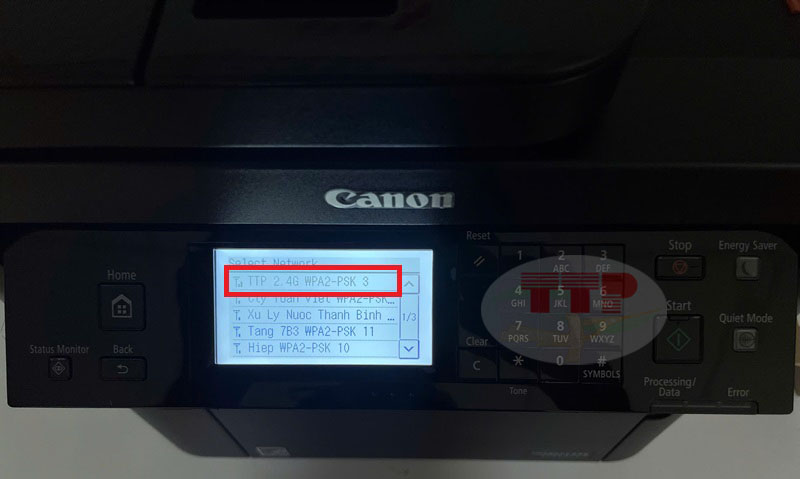 Canon
Select Network
TTP 2.4G WPA2-PSK 3
Cty Tuan Viet WPA2-PSK...
Xu Ly Nuoc Thanh Binh ...
1/3
Tang 7B3 WPA2-PSK 11
Hiep WPA2-PSK 10
Home
Status Monitor
Back
Reset
Clear
C
1
2
ABC
3
DEF
4
GHI
5
JKL
6
MNO
7
PQRS
8
TUV
9
WXYZ
*
0
#
SYMBOLS
Tone
TTP
Stop
Energy Saver
Start
Quiet Mode
Processing/
Data
Error